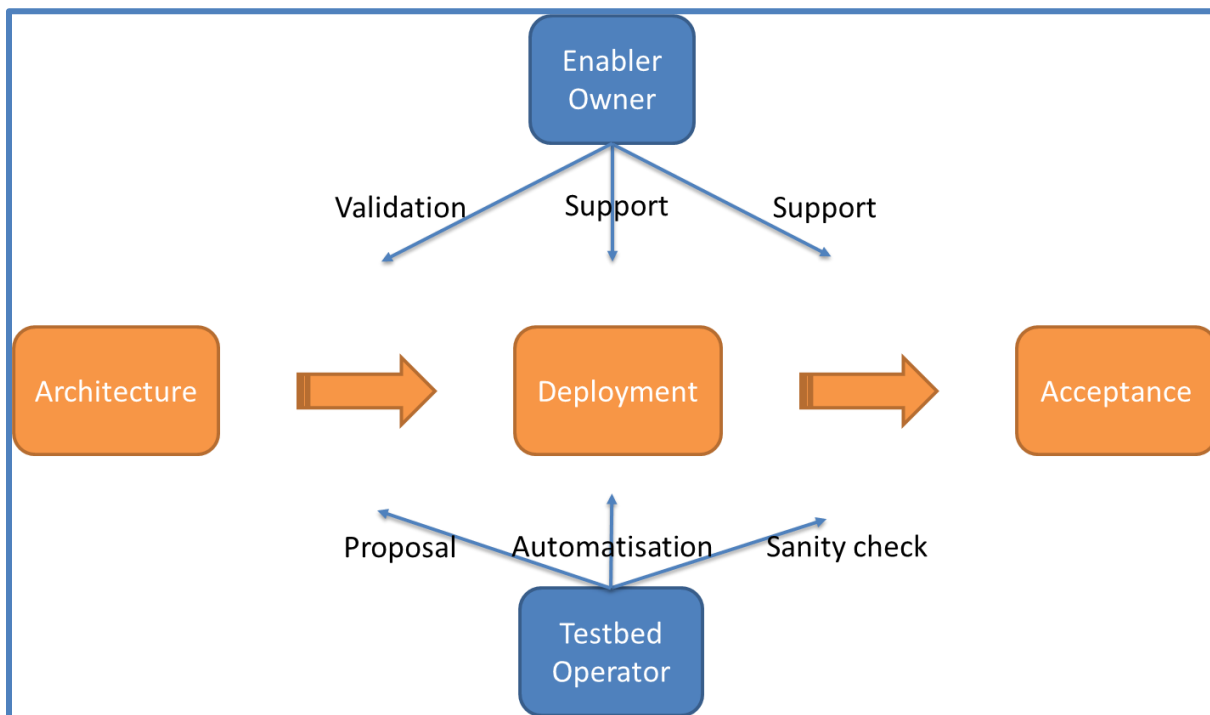 Enabler
Owner
Validation
Support
Support
Architecture
Deployment
Acceptance
Proposal
Automatisation
Sanity check
Testbed
Operator